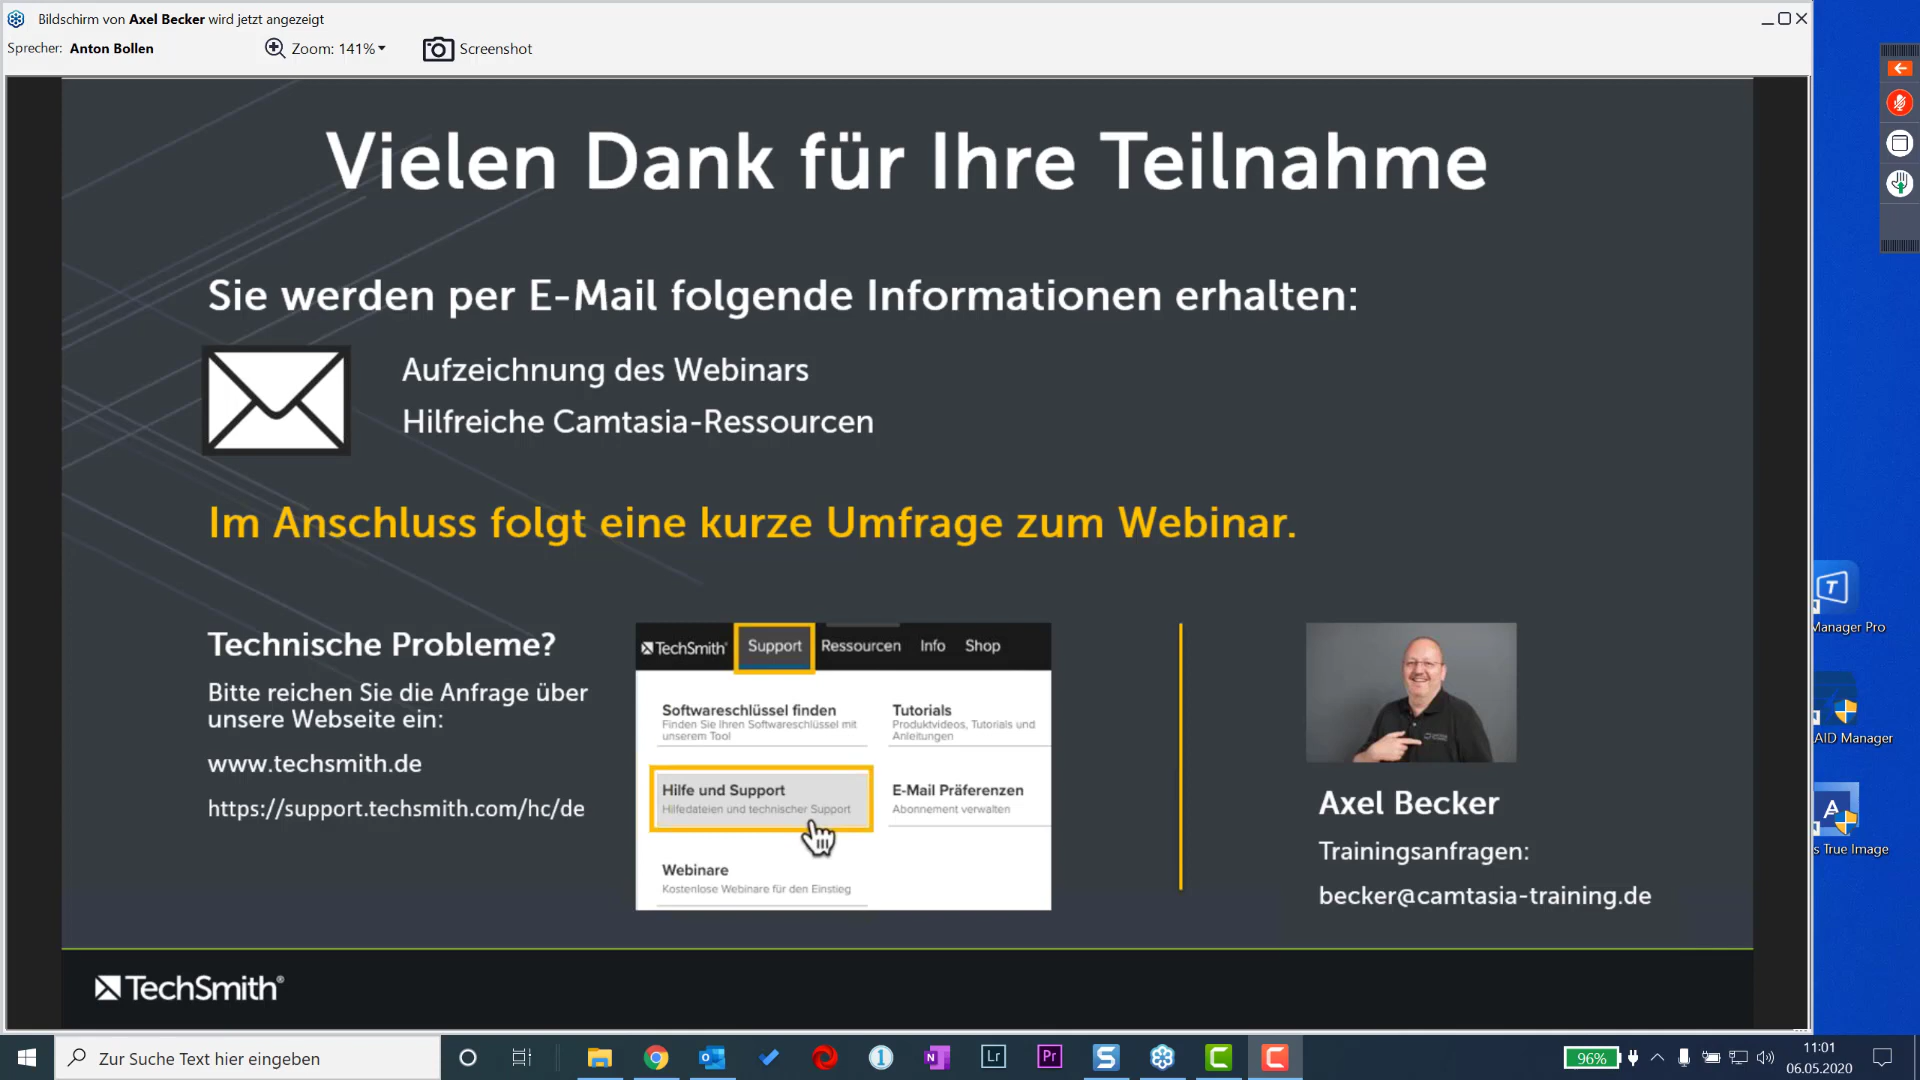 Bildschirm von Axel Becker wird jetzt angezeigt
Sprecher: Anton Bollen
Zoom: 141%
Screenshot
Vielen Dank für Ihre Teilnahme
Sie werden per E-Mail folgende Informationen erhalten:
Aufzeichnung des Webinars
Hilfreiche Camtasia-Ressourcen
Im Anschluss folgt eine kurze Umfrage zum Webinar.
Technische Probleme?
Bitte reichen Sie die Anfrage über
unsere Webseite ein:
www.techsmith.de
https://support.techsmith.com/hc/de
TechSmith Support Ressourcen Info Shop
Softwareschlüssel finden
Finden Sie Ihren Softwareschlüssel mit
unserem Tool
Tutorials
Produktvideos, Tutorials und
Anleitungen
Hilfe und Support
Hilfedateien und technischer Support
E-Mail Präferenzen
Abonnement verwalten
Webinare
Kostenlose Webinare für den Einstieg
Axel Becker
Trainingsanfragen:
becker@camtasia-training.de
TechSmith®
T
Manager Pro
AID Manager
A
s True Image
Zur Suche Text hier eingeben
1
N
Lr
Pr
S
C
C
96%
11:01
06.05.2020